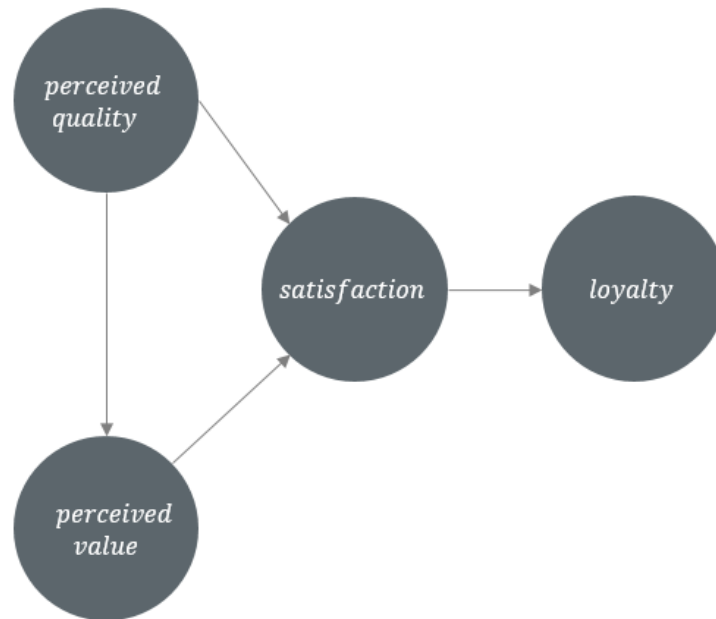 perceived
quality
satisfaction
loyalty
perceived
value